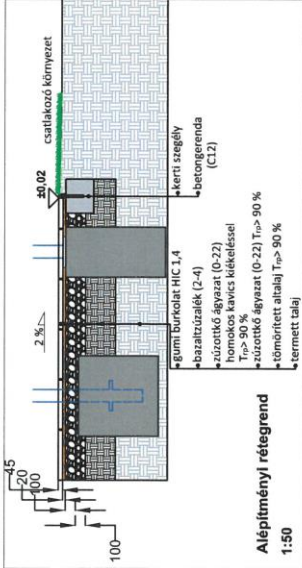 csatlakozó környezet
±0,02
2 %
45
20
100
100
kerti szegély
betongerenda
(C12)
gumi burkolat HIC 1,4
bazaltzúzalék (2-4)
zúzottkő ágyazat (0-22)
homokos kavics kiékeléssel
Trρ> 90 %
zúzottkő ágyazat (0-22) Trρ> 90 %
tömörített altalaj Trρ> 90 %
termett talaj
Alépítményi rétegrend
1:50